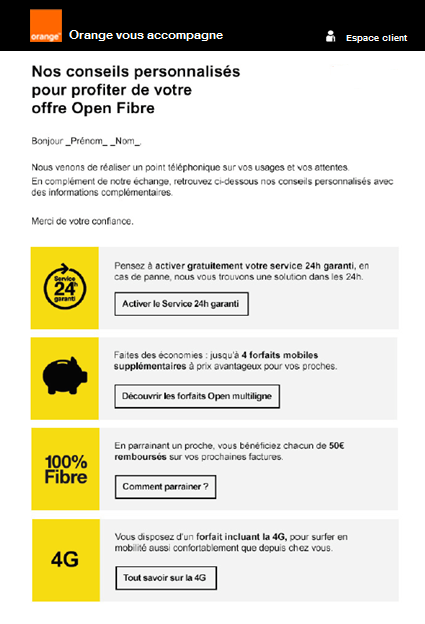 orange™
Orange vous accompagne
Espace client
Nos conseils personnalisés
pour profiter de votre
offre Open Fibre
Bonjour _Prénom_ _Nom_,
Nous venons de réaliser un point téléphonique sur vos usages et vos attentes.
En complément de notre échange, retrouvez ci-dessous nos conseils personnalisés avec
des informations complémentaires.
Merci de votre confiance.
Service
24h
garanti
Pensez à activer gratuitement votre service 24h garanti, en
cas de panne, nous vous trouvons une solution dans les 24h.
Activer le Service 24h garanti
Faites des économies : jusqu'à 4 forfaits mobiles
supplémentaires à prix avantageux pour vos proches.
Découvrir les forfaits Open multiligne
100%
Fibre
En parrainant un proche, vous bénéficiez chacun de 50€
remboursés sur vos prochaines factures.
Comment parrainer ?
4G
Vous disposez d'un forfait incluant la 4G, pour surfer en
mobilité aussi confortablement que depuis chez vous.
Tout savoir sur la 4G